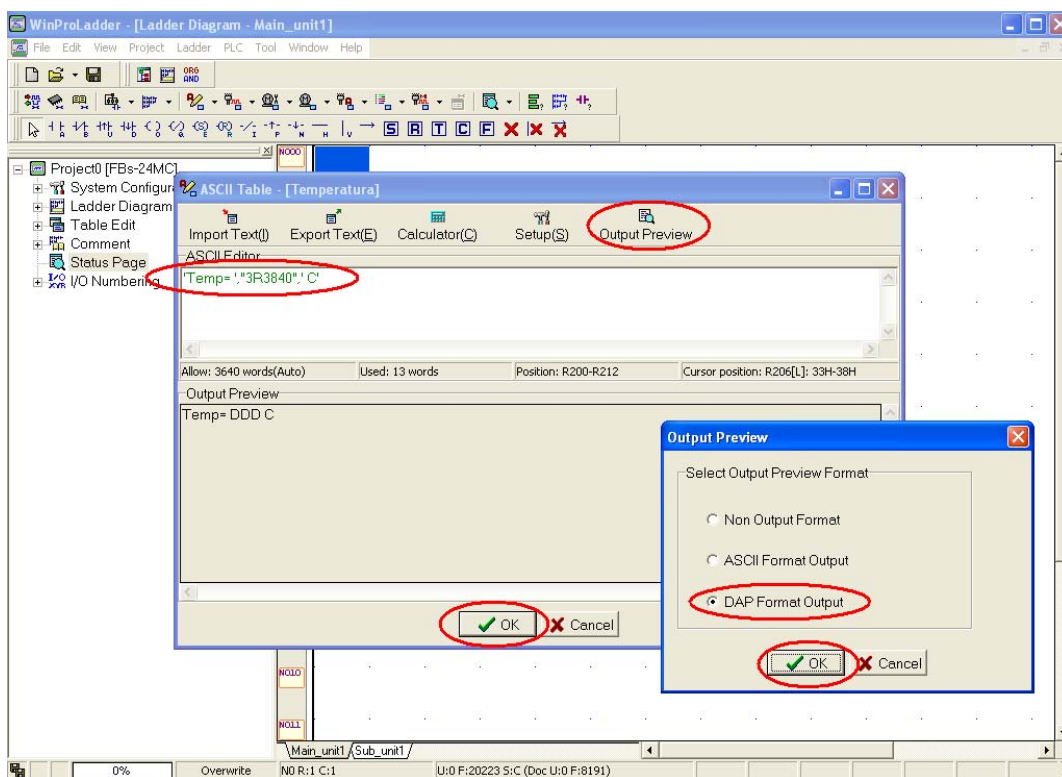 WinProLadder - [Ladder Diagram - Main_unit1]
File Edit View Project Ladder PLC Tool Window Help
ORG
AND
A B U D P N H
S R T C F
N000
Project0 [FBs-24MC]
System Configur
Ladder Diagram
Table Edit
Comment
Status Page
I/O Numbering
ASCII Table - [Temperatura]
Import Text(I) Export Text(E) Calculator(C) Setup(S) Output Preview
ASCII Editor
'Temp= ',"3R3840",' C'
Allow: 3640 words(Auto) Used: 13 words Position: R200-R212 Cursor position: R206[L]: 33H-38H
Output Preview
Temp= DDD C
OK Cancel
Output Preview
Select Output Preview Format
Non Output Format
ASCII Format Output
DAP Format Output
OK Cancel
N010
N011
Main_unit1 Sub_unit1
0% Overwrite N0 R:1 C:1 U:0 F:20223 S:C (Doc U:0 F:8191)